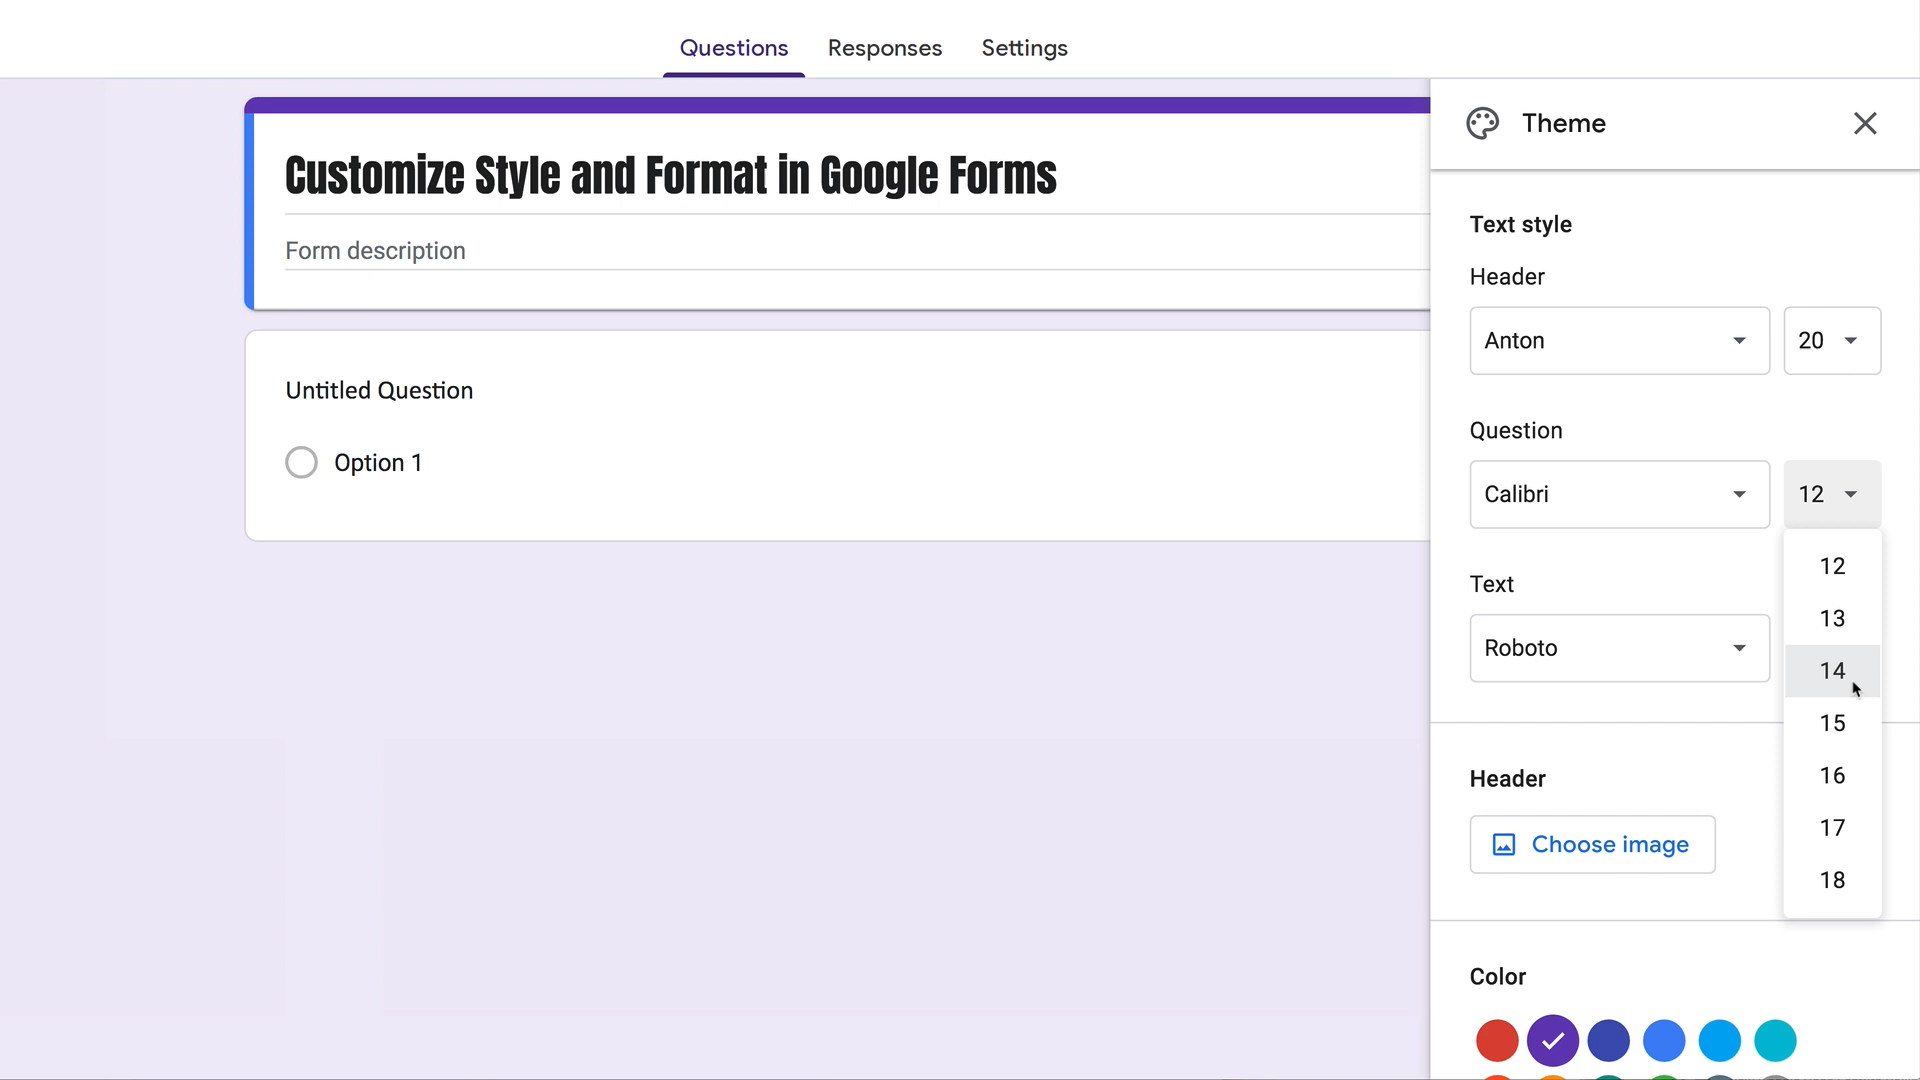 Questions Responses Settings
Theme
Customize Style and Format in Google Forms
Form description
Untitled Question
Option 1
Text style
Header
Anton 20
Question
Calibri 12
12
13
14
15
16
17
18
Text
Roboto
Header
Choose image
Color